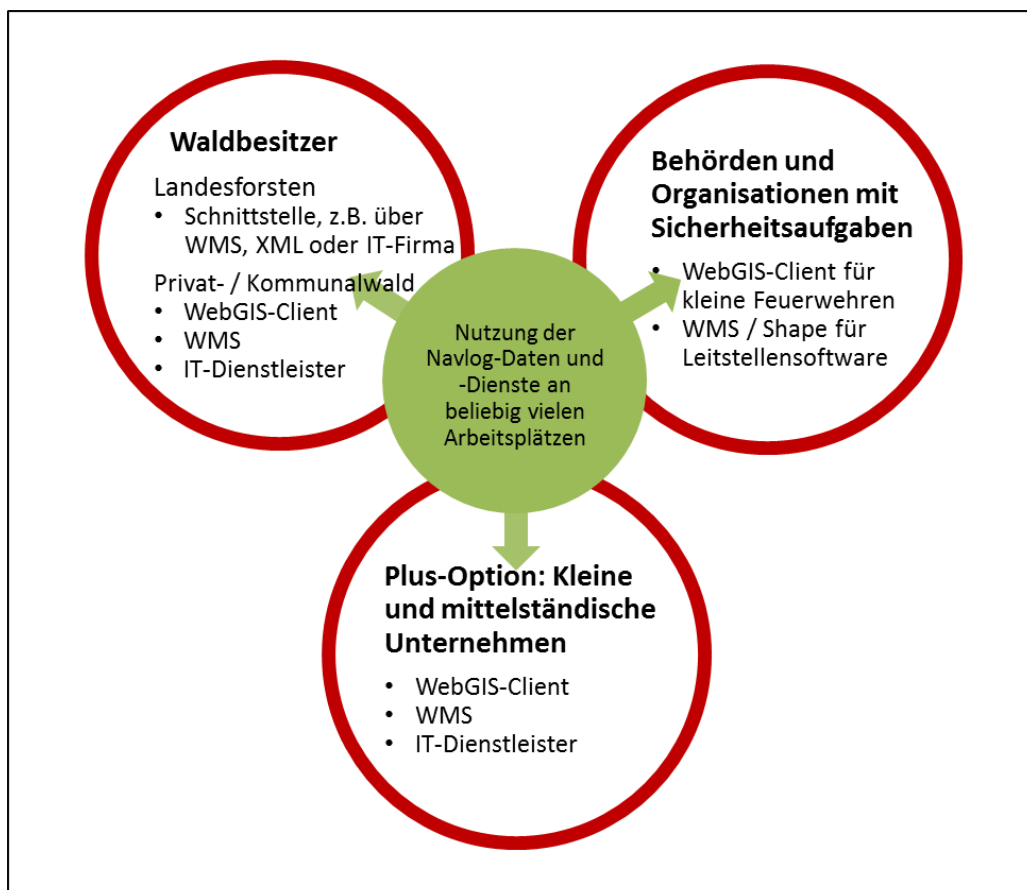 Waldbesitzer
Landesforsten
• Schnittstelle, z.B. über
WMS, XML oder IT-Firma
Privat- / Kommunalwald
• WebGIS-Client
• WMS
• IT-Dienstleister
Behörden und
Organisationen mit
Sicherheitsaufgaben
• WebGIS-Client für
kleine Feuerwehren
• WMS / Shape für
Leitstellensoftware
Nutzung der
Navlog-Daten und
-Dienste an
beliebig vielen
Arbeitsplätzen
Plus-Option: Kleine
und mittelständische
Unternehmen
• WebGIS-Client
• WMS
• IT-Dienstleister